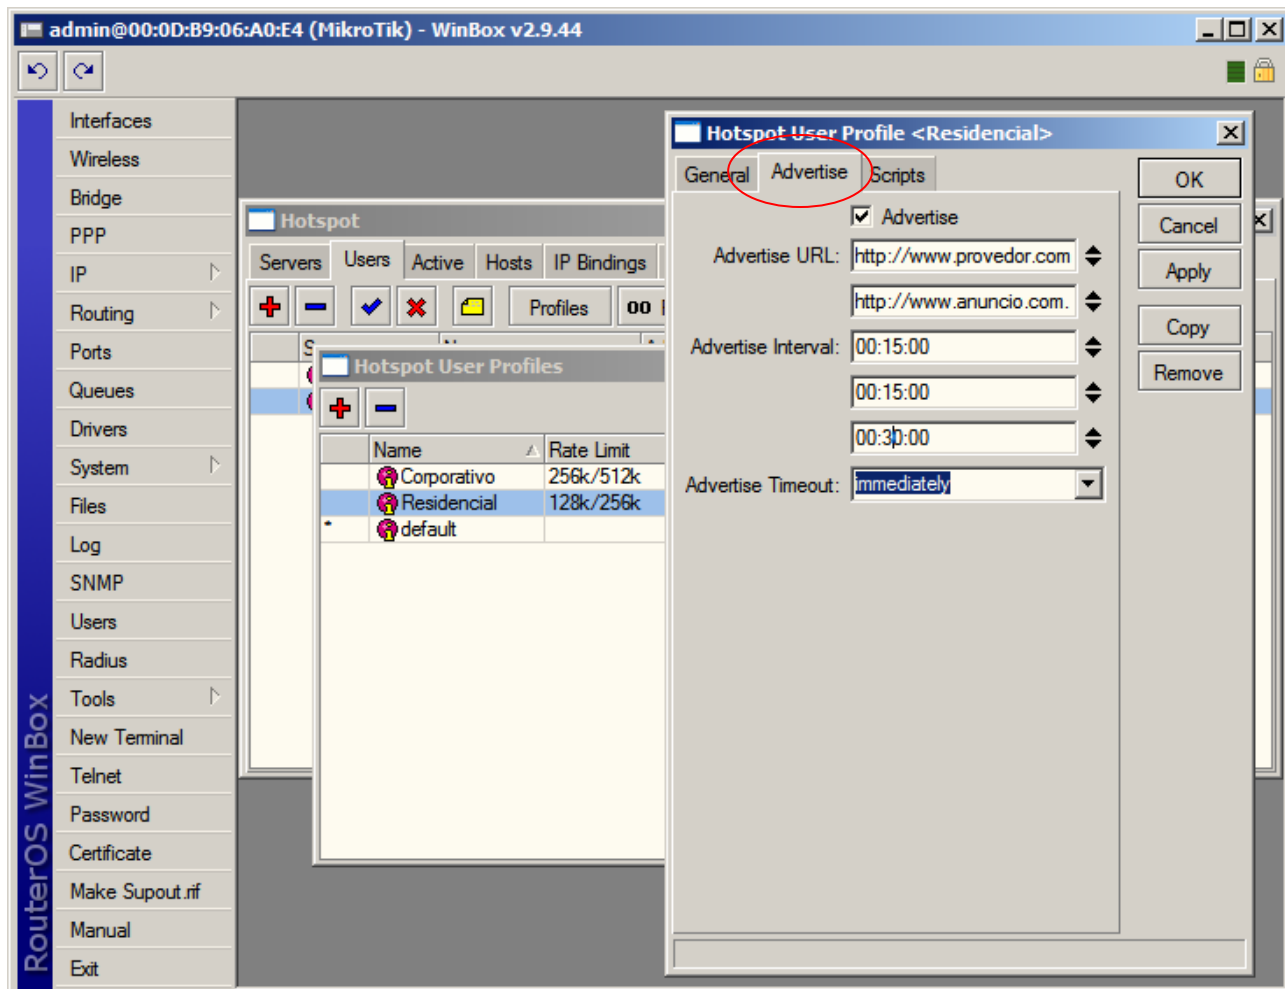 admin@00:0D:B9:06:A0:E4 (MikroTik) - WinBox v2.9.44
Interfaces
Wireless
Bridge
PPP
IP
Routing
Ports
Queues
Drivers
System
Files
Log
SNMP
Users
Radius
Tools
New Terminal
Telnet
Password
Certificate
Make Supout.rif
Manual
Exit
RouterOS WinBox
Hotspot
Servers Users Active Hosts IP Bindings
Profiles 00
Hotspot User Profiles
Name Rate Limit
Corporativo 256k/512k
Residencial 128k/256k
* default
Hotspot User Profile <Residencial>
General Advertise Scripts
Advertise
Advertise URL: http://www.provedor.com
http://www.anuncio.com.
Advertise Interval: 00:15:00
00:15:00
00:30:00
Advertise Timeout: immediately
OK
Cancel
Apply
Copy
Remove